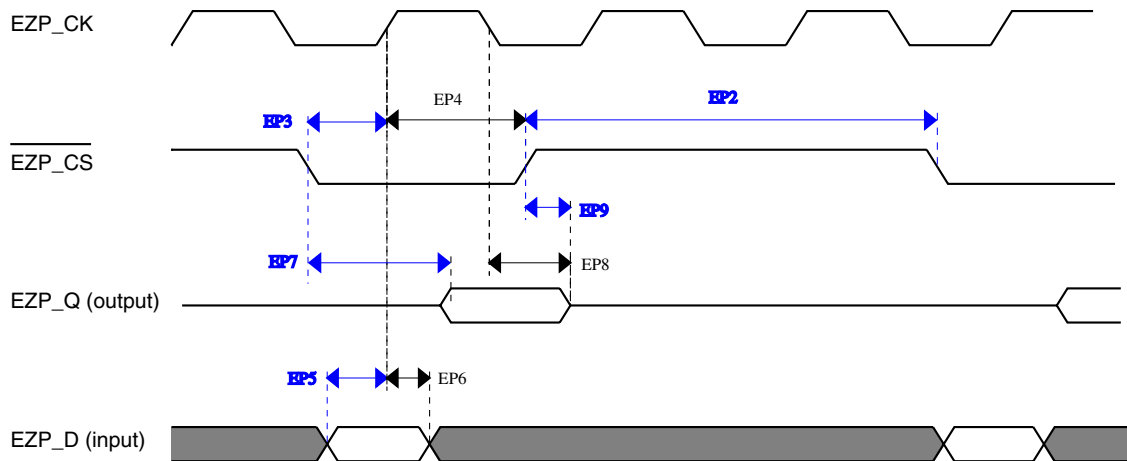 EZP_CK
EP4
EP2
EP3
EZP_CS
EP9
EP7
EP8
EZP_Q (output)
EP5
EP6
EZP_D (input)